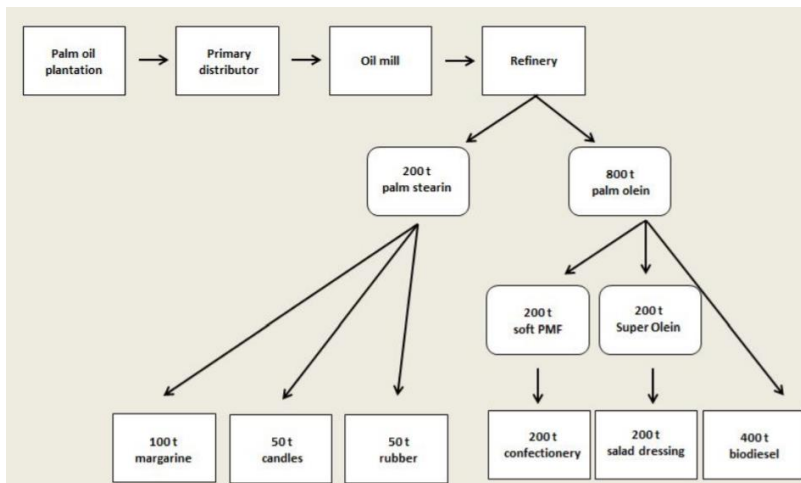 Palm oil
plantation
Primary
distributor
Oil mill
Refinery
200 t
palm stearin
800 t
palm olein
200 t
soft PMF
200 t
Super Olein
100 t
margarine
50 t
candles
50 t
rubber
200 t
confectionery
200 t
salad dressing
400 t
biodiesel